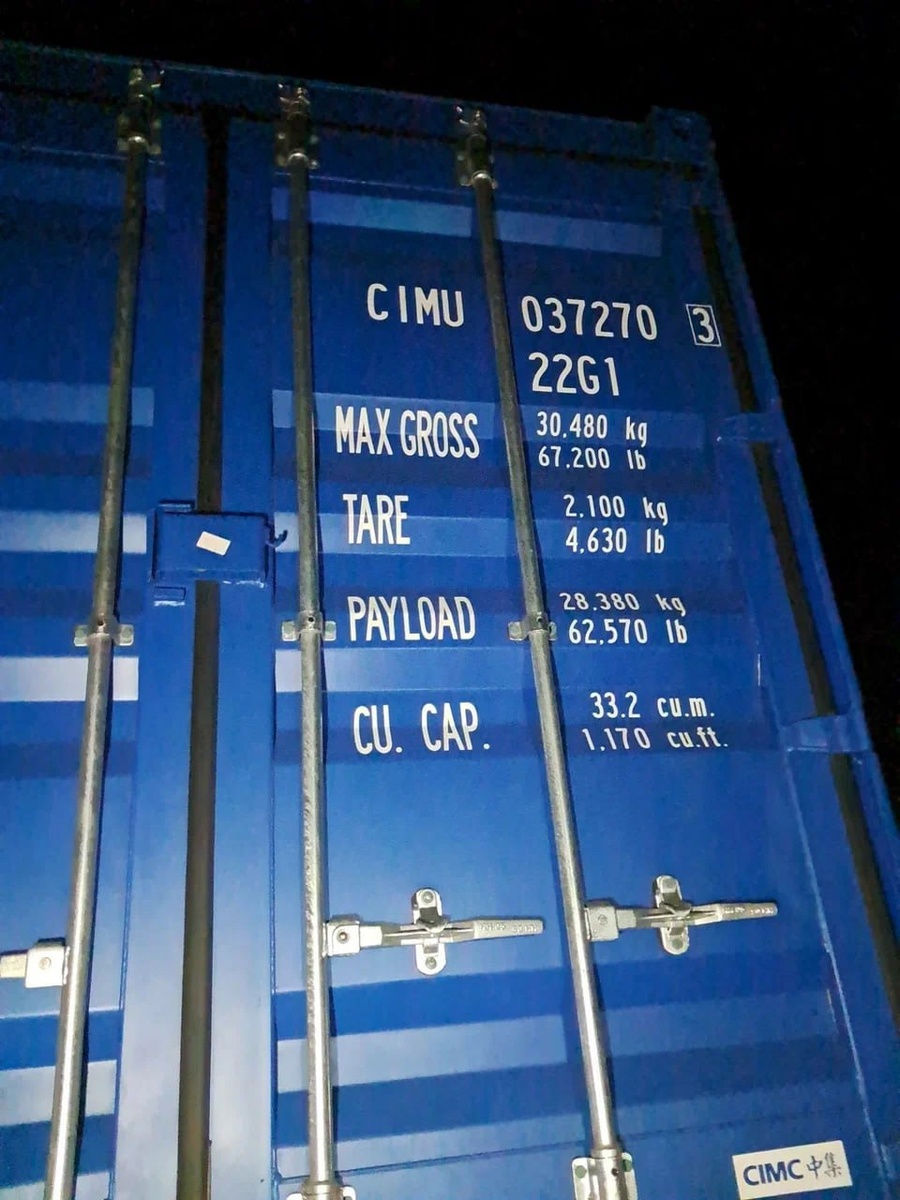 CIMU 037270 3
22G1
MAX GROSS 30.480 kg
67.200 lb
TARE 2.100 kg
4,630 lb
PAYLOAD 28.380 kg
62,570 lb
CU. CAP. 33.2 cu.m.
1,170 cu.ft.
CIMC 中集